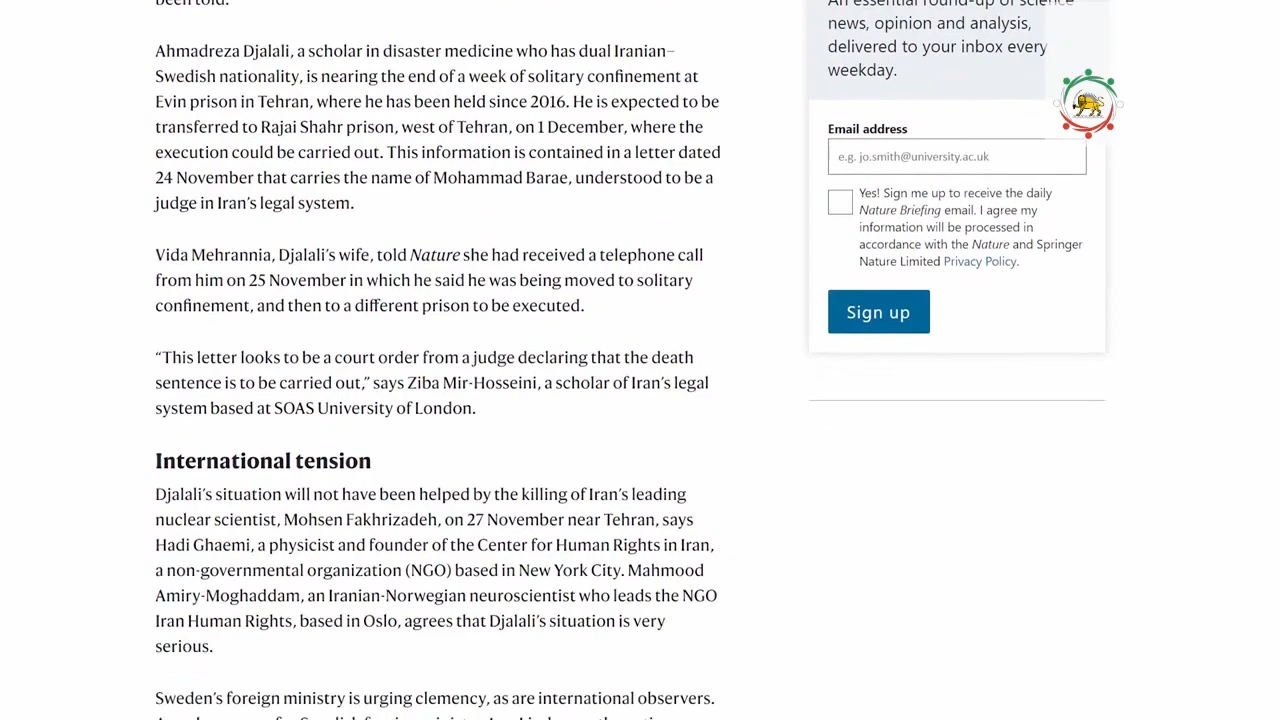 been told.
Ahmadreza Djalali, a scholar in disaster medicine who has dual Iranian–
Swedish nationality, is nearing the end of a week of solitary confinement at
Evin prison in Tehran, where he has been held since 2016. He is expected to be
transferred to Rajai Shahr prison, west of Tehran, on 1 December, where the
execution could be carried out. This information is contained in a letter dated
24 November that carries the name of Mohammad Barae, understood to be a
judge in Iran’s legal system.
Vida Mehrannia, Djalali’s wife, told Nature she had received a telephone call
from him on 25 November in which he said he was being moved to solitary
confinement, and then to a different prison to be executed.
“This letter looks to be a court order from a judge declaring that the death
sentence is to be carried out,” says Ziba Mir-Hosseini, a scholar of Iran’s legal
system based at SOAS University of London.
International tension
Djalali’s situation will not have been helped by the killing of Iran’s leading
nuclear scientist, Mohsen Fakhrizadeh, on 27 November near Tehran, says
Hadi Ghaemi, a physicist and founder of the Center for Human Rights in Iran,
a non-governmental organization (NGO) based in New York City. Mahmood
Amiry-Moghaddam, an Iranian-Norwegian neuroscientist who leads the NGO
Iran Human Rights, based in Oslo, agrees that Djalali’s situation is very
serious.
Sweden’s foreign ministry is urging clemency, as are international observers.
An essential round-up of science
news, opinion and analysis,
delivered to your inbox every
weekday.
Email address
e.g. jo.smith@university.ac.uk
Yes! Sign me up to receive the daily
Nature Briefing email. I agree my
information will be processed in
accordance with the Nature and Springer
Nature Limited Privacy Policy.
Sign up